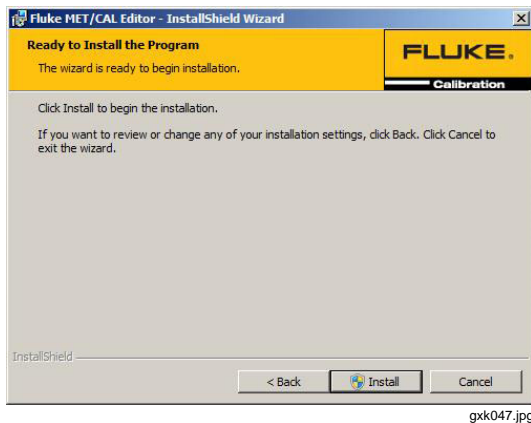 Fluke MET/CAL Editor - InstallShield Wizard
Ready to Install the Program
The wizard is ready to begin installation.
FLUKE®
Calibration
Click Install to begin the installation.
If you want to review or change any of your installation settings, click Back. Click Cancel to
exit the wizard.
InstallShield
< Back
Install
Cancel
gxk047.jpg